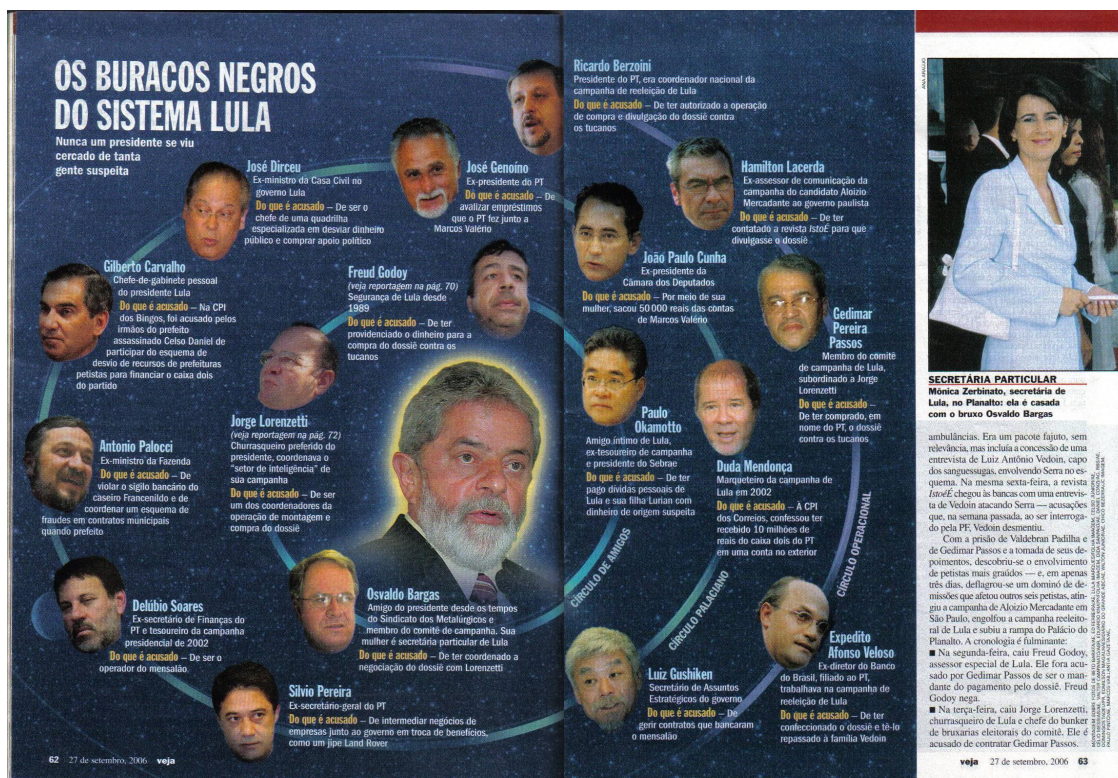 OS BURACOS NEGROS
DO SISTEMA LULA
Nunca um presidente se viu
cercado de tanta
gente suspeita
Ricardo Berzoini
Presidente do PT, era coordenador nacional da
campanha de reeleição de Lula
Do que é acusado – De ter autorizado a operação
de compra e divulgação do dossiê contra
os tucanos
José Dirceu
Ex-ministro da Casa Civil no
governo Lula
Do que é acusado – De ser o
chefe de uma quadrilha
especializada em desviar dinheiro
público e comprar apoio político
José Genoíno
Ex-presidente do PT
Do que é acusado – De
avalizar empréstimos
que o PT fez junto a
Marcos Valério
Hamilton Lacerda
Ex-assessor de comunicação da
campanha do candidato Aloizio
Mercadante ao governo paulista
Do que é acusado – De ter
contatado a revista IstoÉ para que
divulgasse o dossiê
Gilberto Carvalho
Chefe-de-gabinete pessoal
do presidente Lula
Do que é acusado – Na CPI
dos Bingos, foi acusado pelos
irmãos do prefeito
assassinado Celso Daniel de
participar do esquema de
desvio de recursos de prefeituras
petistas para financiar o caixa dois
do partido
Freud Godoy
(veja reportagem na pág. 70)
Segurança de Lula desde
1989
Do que é acusado – De ter
providenciado o dinheiro para a
compra do dossiê contra os
tucanos
João Paulo Cunha
Ex-presidente da
Câmara dos Deputados
Do que é acusado – Por meio de sua
mulher, sacou 50 000 reais das contas
de Marcos Valério
Gedimar
Pereira
Passos
Membro do comitê
de campanha de Lula,
subordinado a Jorge
Lorenzetti
Do que é acusado –
De ter comprado, em
nome do PT, o dossiê
contra os tucanos
Jorge Lorenzetti
(veja reportagem na pág. 72)
Churrasqueiro preferido do
presidente, coordenava o
"setor de inteligência" de
sua campanha
Do que é acusado – De ser
um dos coordenadores da
operação de montagem e
compra do dossiê
Paulo
Okamotto
Amigo íntimo de Lula,
ex-tesoureiro de campanha
e presidente do Sebrae
Do que é acusado – De ter
pago dívidas pessoais de
Lula e sua filha Lurian com
dinheiro de origem suspeita
Duda Mendonça
Marqueteiro da campanha de
Lula em 2002
Do que é acusado – À CPI
dos Correios, confessou ter
recebido 10 milhões de
reais do caixa dois do PT
em uma conta no exterior
Antonio Palocci
Ex-ministro da Fazenda
Do que é acusado – De
violar o sigilo bancário do
caseiro Francenildo e de
coordenar um esquema de
fraudes em contratos municipais
quando prefeito
Delúbio Soares
Ex-secretário de Finanças do
PT e tesoureiro da campanha
presidencial de 2002
Do que é acusado – De ser o
operador do mensalão
Osvaldo Bargas
Amigo do presidente desde os tempos
do Sindicato dos Metalúrgicos e
membro do comitê de campanha. Sua
mulher é secretária particular de Lula
Do que é acusado – De ter coordenado a
negociação do dossiê com Lorenzetti
Silvio Pereira
Ex-secretário-geral do PT
Do que é acusado – De intermediar negócios de
empresas junto ao governo em troca de benefícios,
como um jipe Land Rover
Luiz Gushiken
Secretário de Assuntos
Estratégicos do governo
Do que é acusado – De
gerir contratos que bancaram
o mensalão
Expedito
Afonso Veloso
Ex-diretor do Banco
do Brasil, filiado ao PT,
trabalhava na campanha de
reeleição de Lula
Do que é acusado – De ter
confeccionado o dossiê e tê-lo
repassado à família Vedoin
CÍRCULO DE AMIGOS
CÍRCULO PALACIANO
CÍRCULO OPERACIONAL
62 27 de setembro, 2006 veja
ANA ARAUJO
SECRETÁRIA PARTICULAR
Mônica Zerbinato, secretária de
Lula, no Planalto: ela é casada
com o bruxo Osvaldo Bargas
ambulâncias. Era um pacote fajuto, sem
relevância, mas incluía a concessão de uma
entrevista de Luiz Antônio Vedoin, capo
dos sanguessugas, envolvendo Serra no es-
quema. Na mesma sexta-feira, a revista
IstoÉ chegou às bancas com uma entrevis-
ta de Vedoin atacando Serra — acusações
que, na semana passada, ao ser interroga-
do pela PF, Vedoin desmentiu.
Com a prisão de Valdebran Padilha e
de Gedimar Passos e a tomada de seus de-
poimentos, descobriu-se o envolvimento
de petistas mais graúdos — e, em apenas
três dias, deflagrou-se um dominó de de-
missões que afetou outros seis petistas, atin-
giu a campanha de Aloizio Mercadante em
São Paulo, engolfou a campanha reeleito-
ral de Lula e subiu a rampa do Palácio do
Planalto. A cronologia é fulminante:
■ Na segunda-feira, caiu Freud Godoy,
assessor especial de Lula. Ele fora acu-
sado por Gedimar Passos de ser o man-
dante do pagamento pelo dossiê. Freud
Godoy nega.
■ Na terça-feira, caiu Jorge Lorenzetti,
churrasqueiro de Lula e chefe do bunker
de bruxarias eleitorais do comitê. Ele é
acusado de contratar Gedimar Passos.
veja 27 de setembro, 2006 63